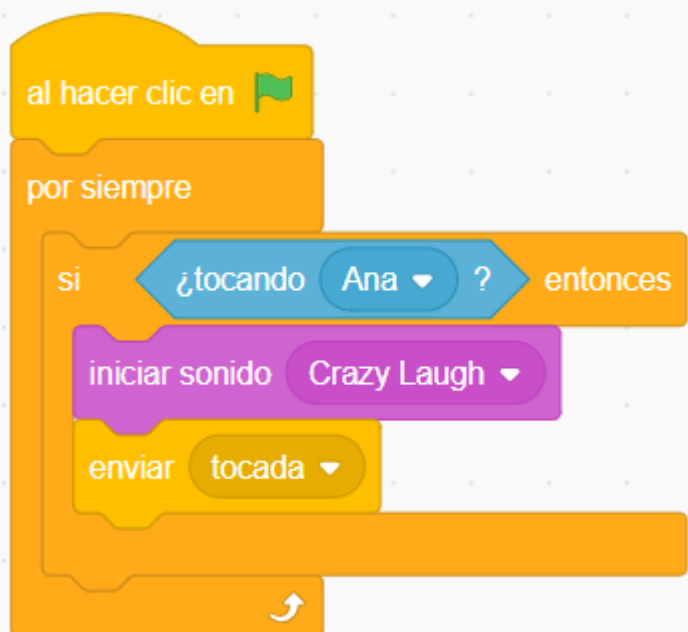 al hacer clic en
por siempre
si ¿tocando Ana ? entonces
iniciar sonido Crazy Laugh
enviar tocada